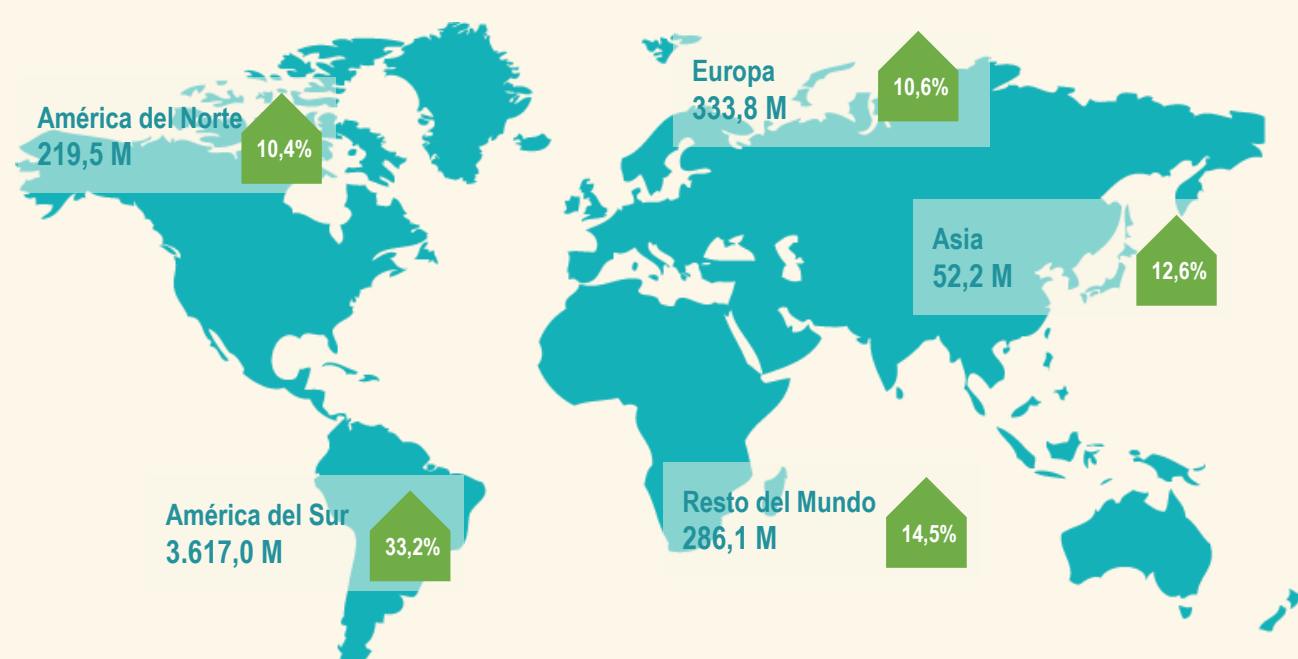 América del Norte
219,5 M
10,4%
Europa
333,8 M
10,6%
Asia
52,2 M
12,6%
América del Sur
3.617,0 M
33,2%
Resto del Mundo
286,1 M
14,5%